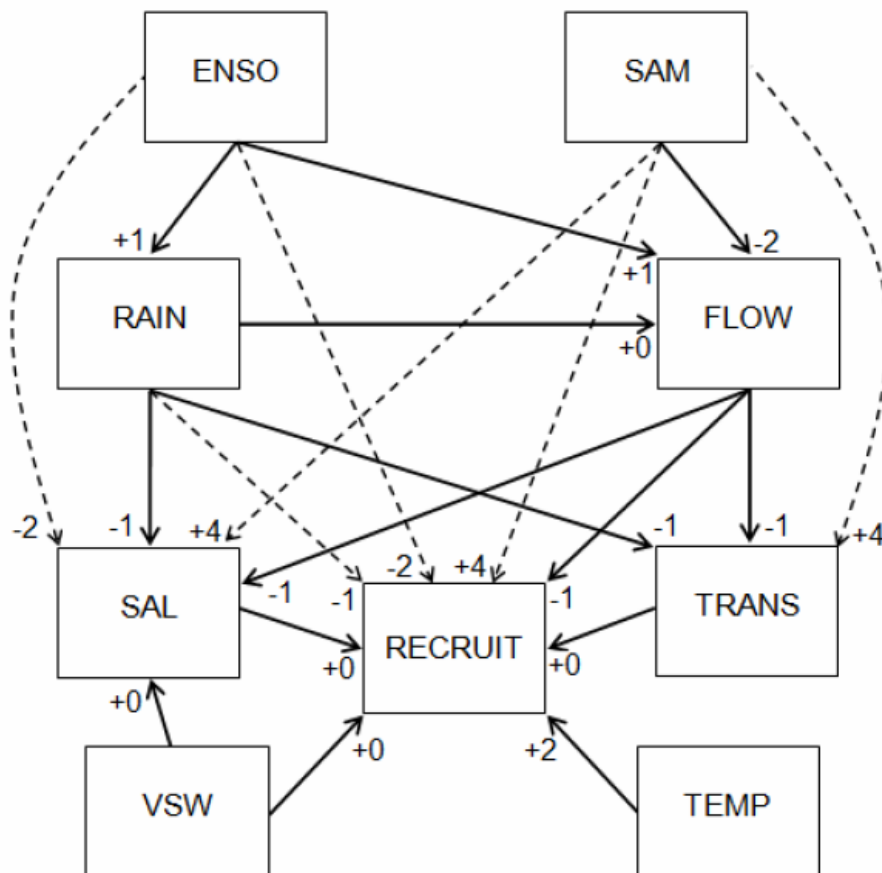 ENSO SAM
+1 -2
+1
RAIN FLOW
+0
-2 -1 +4 -1 -1 +4
-2 +4
-1 -1 -1
SAL TRANS
RECRUIT
+0 +0
+0
+0 +2
VSW TEMP